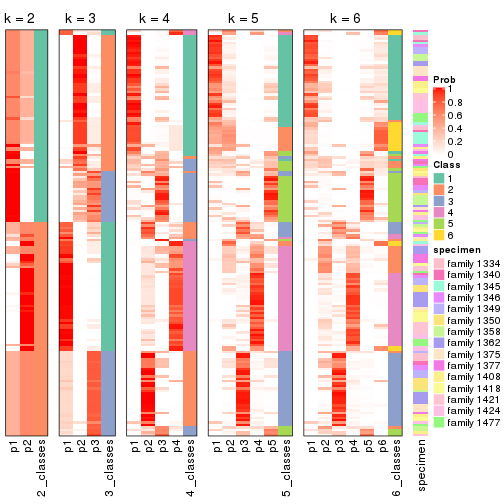 k = 2
k = 3
k = 4
k = 5
k = 6
Prob
1
0.8
0.6
0.4
0.2
0
Class
1
2
3
4
5
6
specimen
family 1334
family 1340
family 1345
family 1346
family 1349
family 1350
family 1358
family 1362
family 1375
family 1377
family 1408
family 1418
family 1421
family 1424
family 1477
p1
p2
2_classes
p1
p2
p3
3_classes
p1
p2
p3
p4
4_classes
p1
p2
p3
p4
p5
5_classes
p1
p2
p3
p4
p5
p6
6_classes
specimen